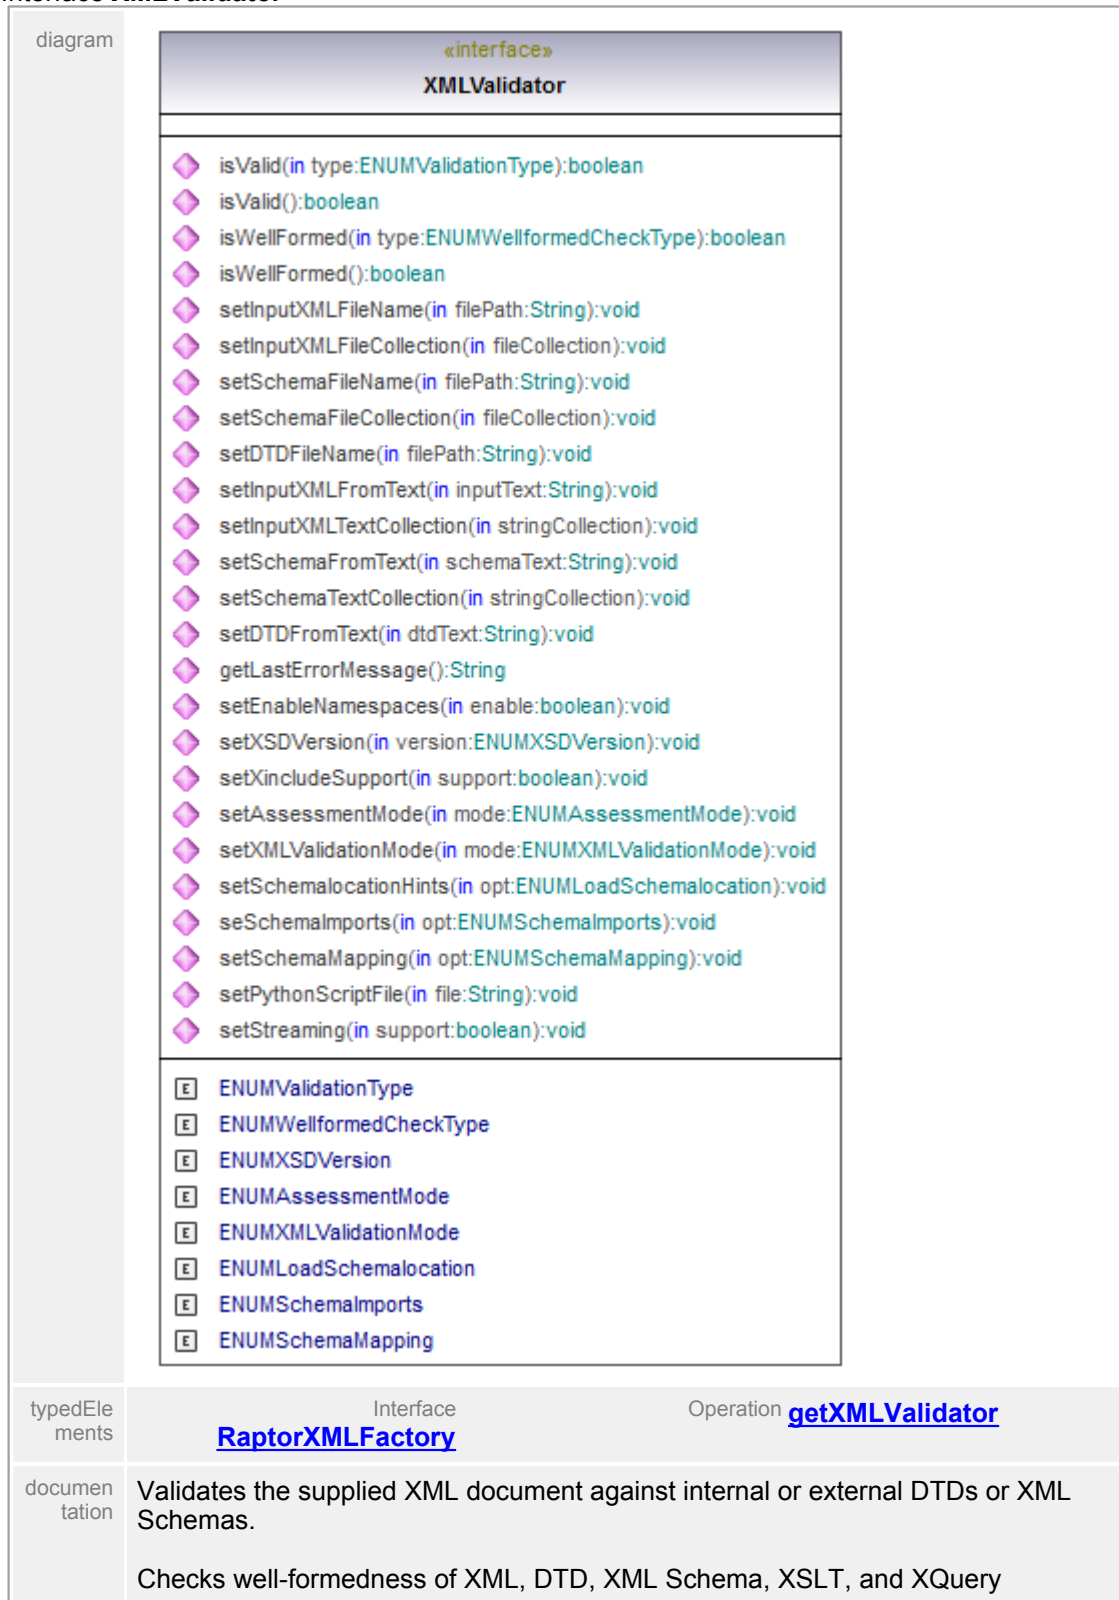 Interface XMLValidator
diagram
«interface»
XMLValidator
isValid(in type:ENUMValidationType):boolean
isValid():boolean
isWellFormed(in type:ENUMWellformedCheckType):boolean
isWellFormed():boolean
setInputXMLFileName(in filePath:String):void
setInputXMLFileCollection(in fileCollection):void
setSchemaFileName(in filePath:String):void
setSchemaFileCollection(in fileCollection):void
setDTDFileName(in filePath:String):void
setInputXMLFromText(in inputText:String):void
setInputXMLTextCollection(in stringCollection):void
setSchemaFromText(in schemaText:String):void
setSchemaTextCollection(in stringCollection):void
setDTDFromText(in dtdText:String):void
getLastErrorMessage():String
setEnableNamespaces(in enable:boolean):void
setXSDVersion(in version:ENUMXSDVersion):void
setXincludeSupport(in support:boolean):void
setAssessmentMode(in mode:ENUMAssessmentMode):void
setXMLValidationMode(in mode:ENUMXMLValidationMode):void
setSchemalocationHints(in opt:ENUMLoadSchemalocation):void
seSchemaImports(in opt:ENUMSchemaImports):void
setSchemaMapping(in opt:ENUMSchemaMapping):void
setPythonScriptFile(in file:String):void
setStreaming(in support:boolean):void
E ENUMValidationType
E ENUMWellformedCheckType
E ENUMXSDVersion
E ENUMAssessmentMode
E ENUMXMLValidationMode
E ENUMLoadSchemalocation
E ENUMSchemaImports
E ENUMSchemaMapping
typedEle
ments
Interface
RaptorXMLFactory
Operation getXMLValidator
documen
tation
Validates the supplied XML document against internal or external DTDs or XML
Schemas.
Checks well-formedness of XML, DTD, XML Schema, XSLT, and XQuery